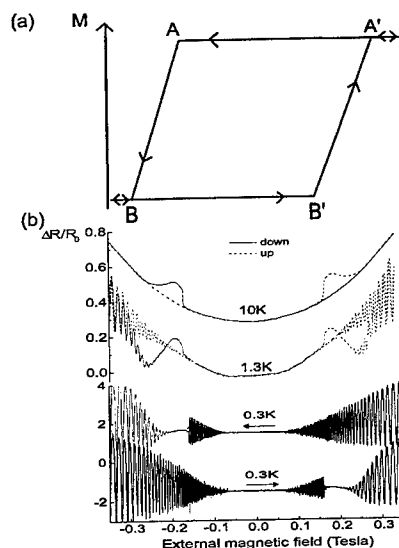 (a)
M
A
A'
B
B'
(b)
ΔR/R₀
down
up
0.8
0.6
0.4
0.2
0.0
10K
1.3K
4
2
0
-2
0.3K
0.3K
-0.3 -0.2 -0.1 0.0 0.1 0.2 0.3
External magnetic field (Tesla)